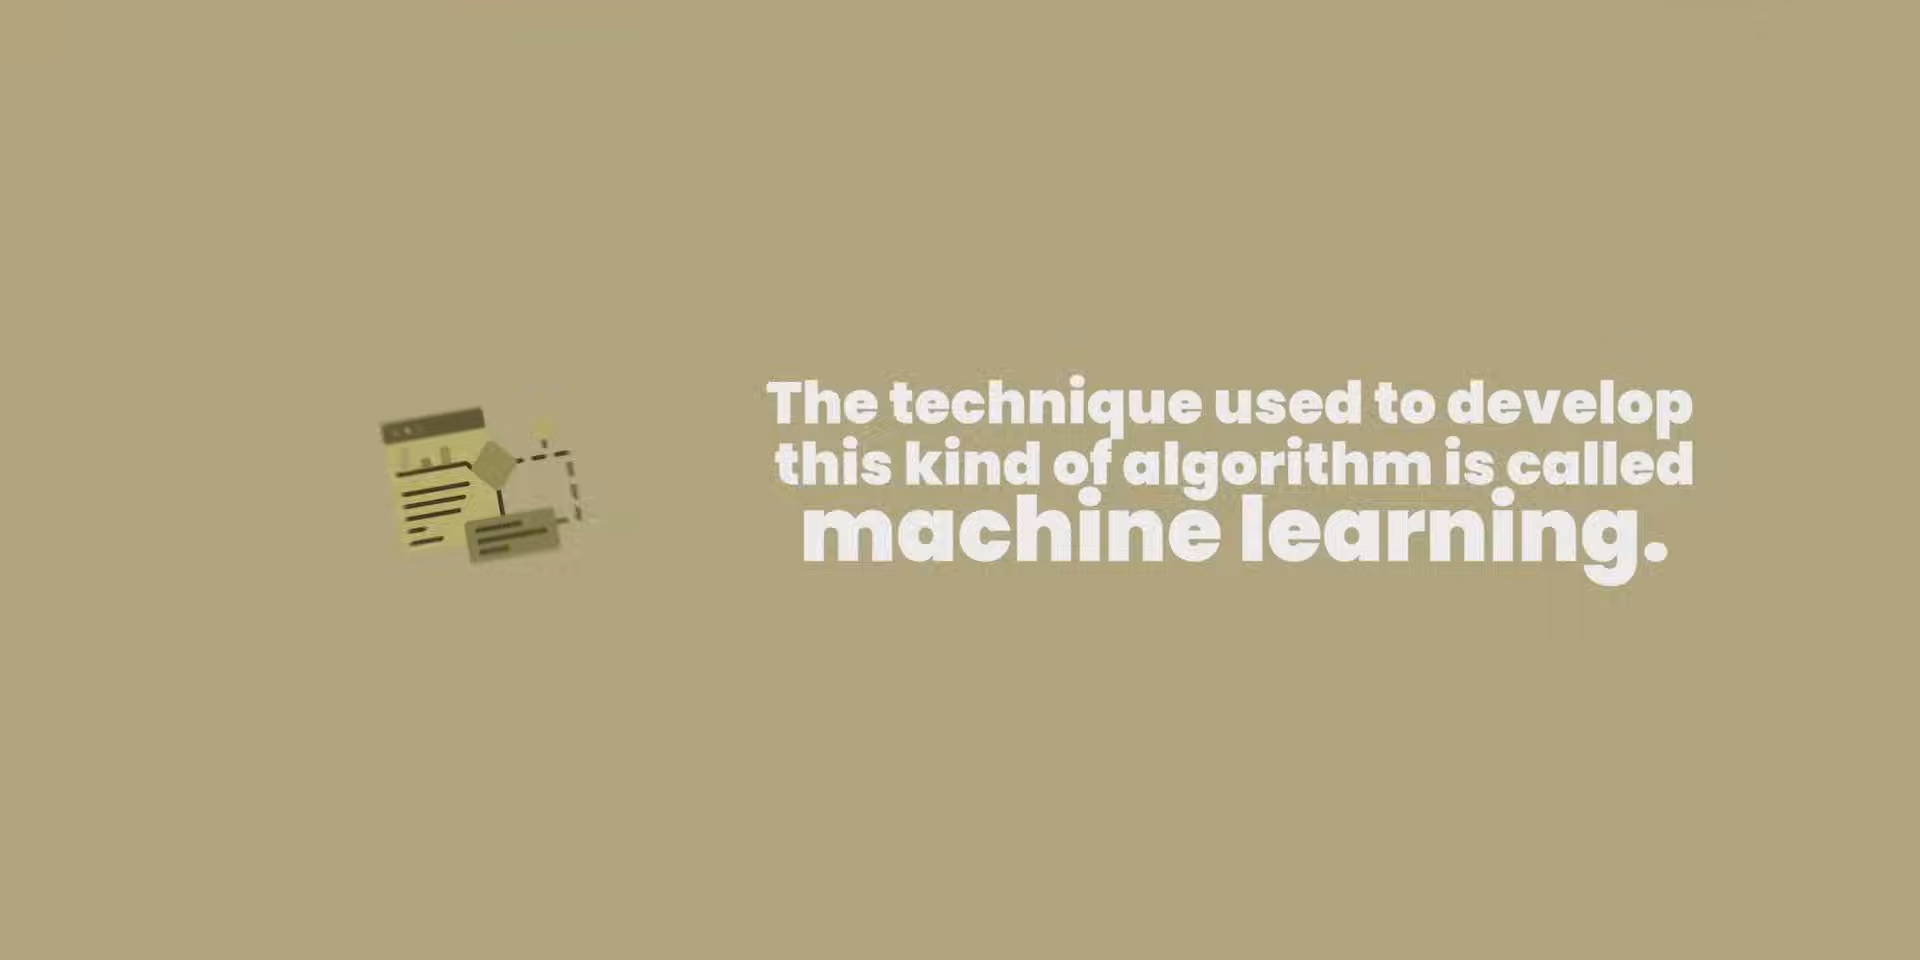 The technique used to develop
this kind of algorithm is called
machine learning.